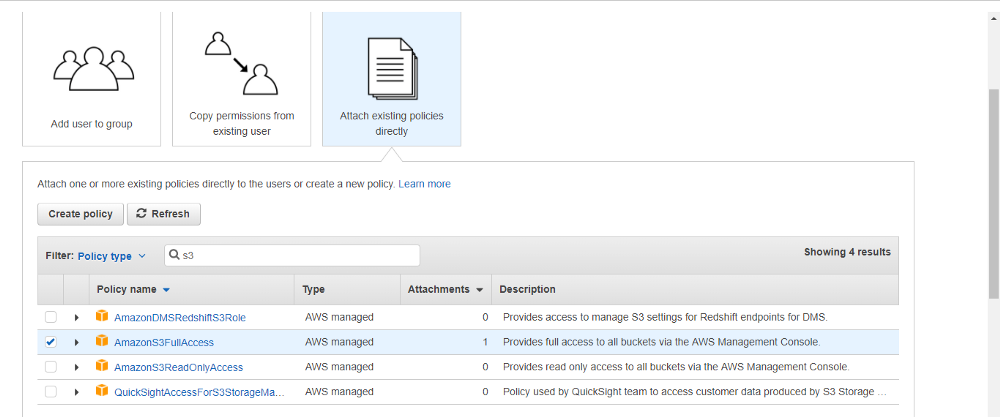 Add user to group
Copy permissions from
existing user
Attach existing policies
directly
Attach one or more existing policies directly to the users or create a new policy. Learn more
Create policy Refresh
Filter: Policy type s3 Showing 4 results
Policy name Type Attachments Description
AmazonDMSRedshiftS3Role AWS managed 0 Provides access to manage S3 settings for Redshift endpoints for DMS.
AmazonS3FullAccess AWS managed 1 Provides full access to all buckets via the AWS Management Console.
AmazonS3ReadOnlyAccess AWS managed 0 Provides read only access to all buckets via the AWS Management Console.
QuickSightAccessForS3StorageMa... AWS managed 0 Policy used by QuickSight team to access customer data produced by S3 Storage ...